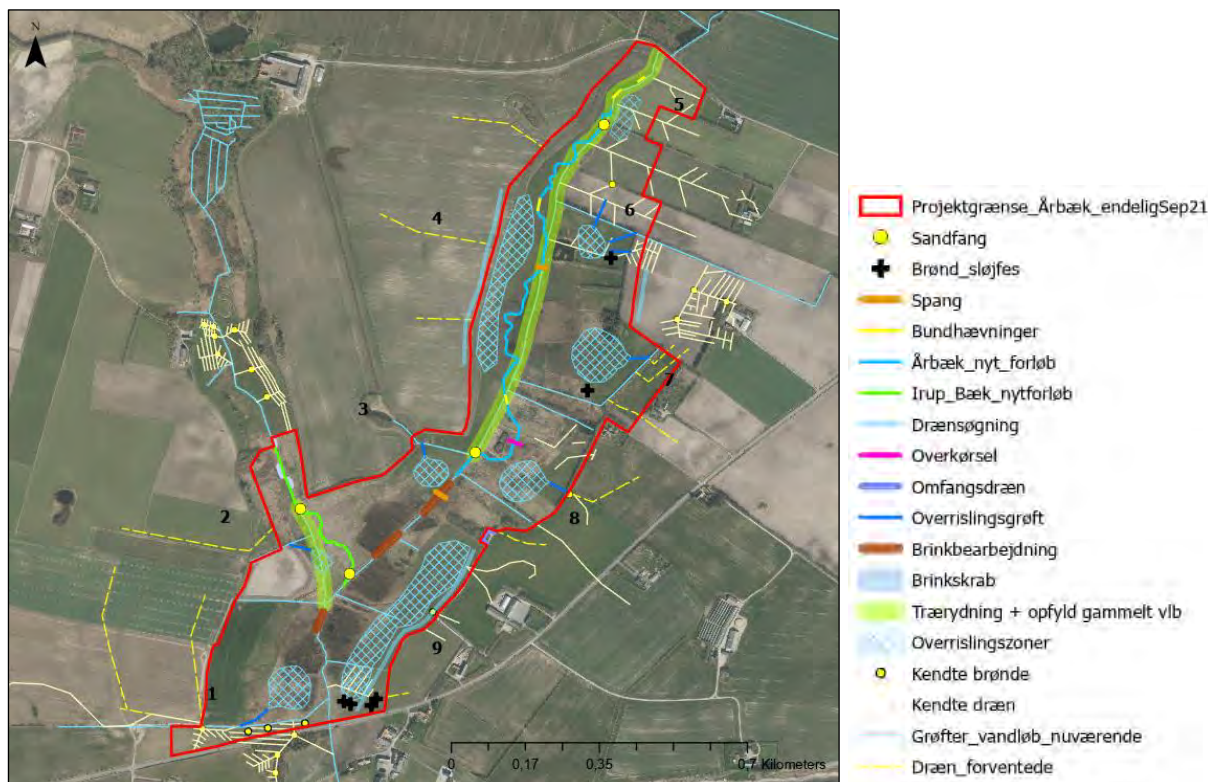 N
5
6
4
7
3
8
2
9
1
0 0,17 0,35 0,7 Kilometers
Projektgrænse_Årbæk_endeligSep21
Sandfang
Brønd_sløjfes
Spang
Bundhævninger
Årbæk_nyt_forløb
Irup_Bæk_nytforløb
Drænsøgning
Overkørsel
Omfangsdræn
Overrislingsgrøft
Brinkbearbejdning
Brinkskrab
Trærydning + opfyld gammelt vlb
Overrislingszoner
Kendte brønde
Kendte dræn
Grøfter_vandløb_nuværende
Dræn_forventede